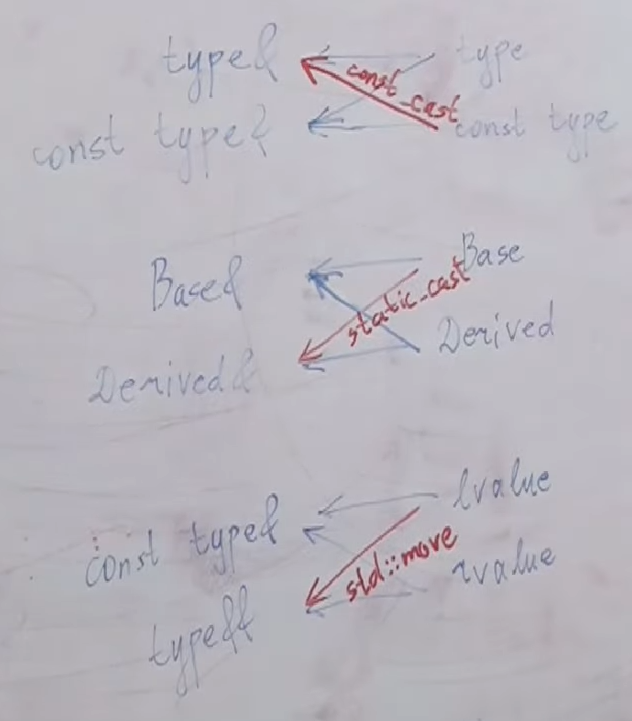 type& type
const_cast
const type& const type
Base& Base
static_cast
Derived& Derived
const type& lvalue
std::move
type&& rvalue